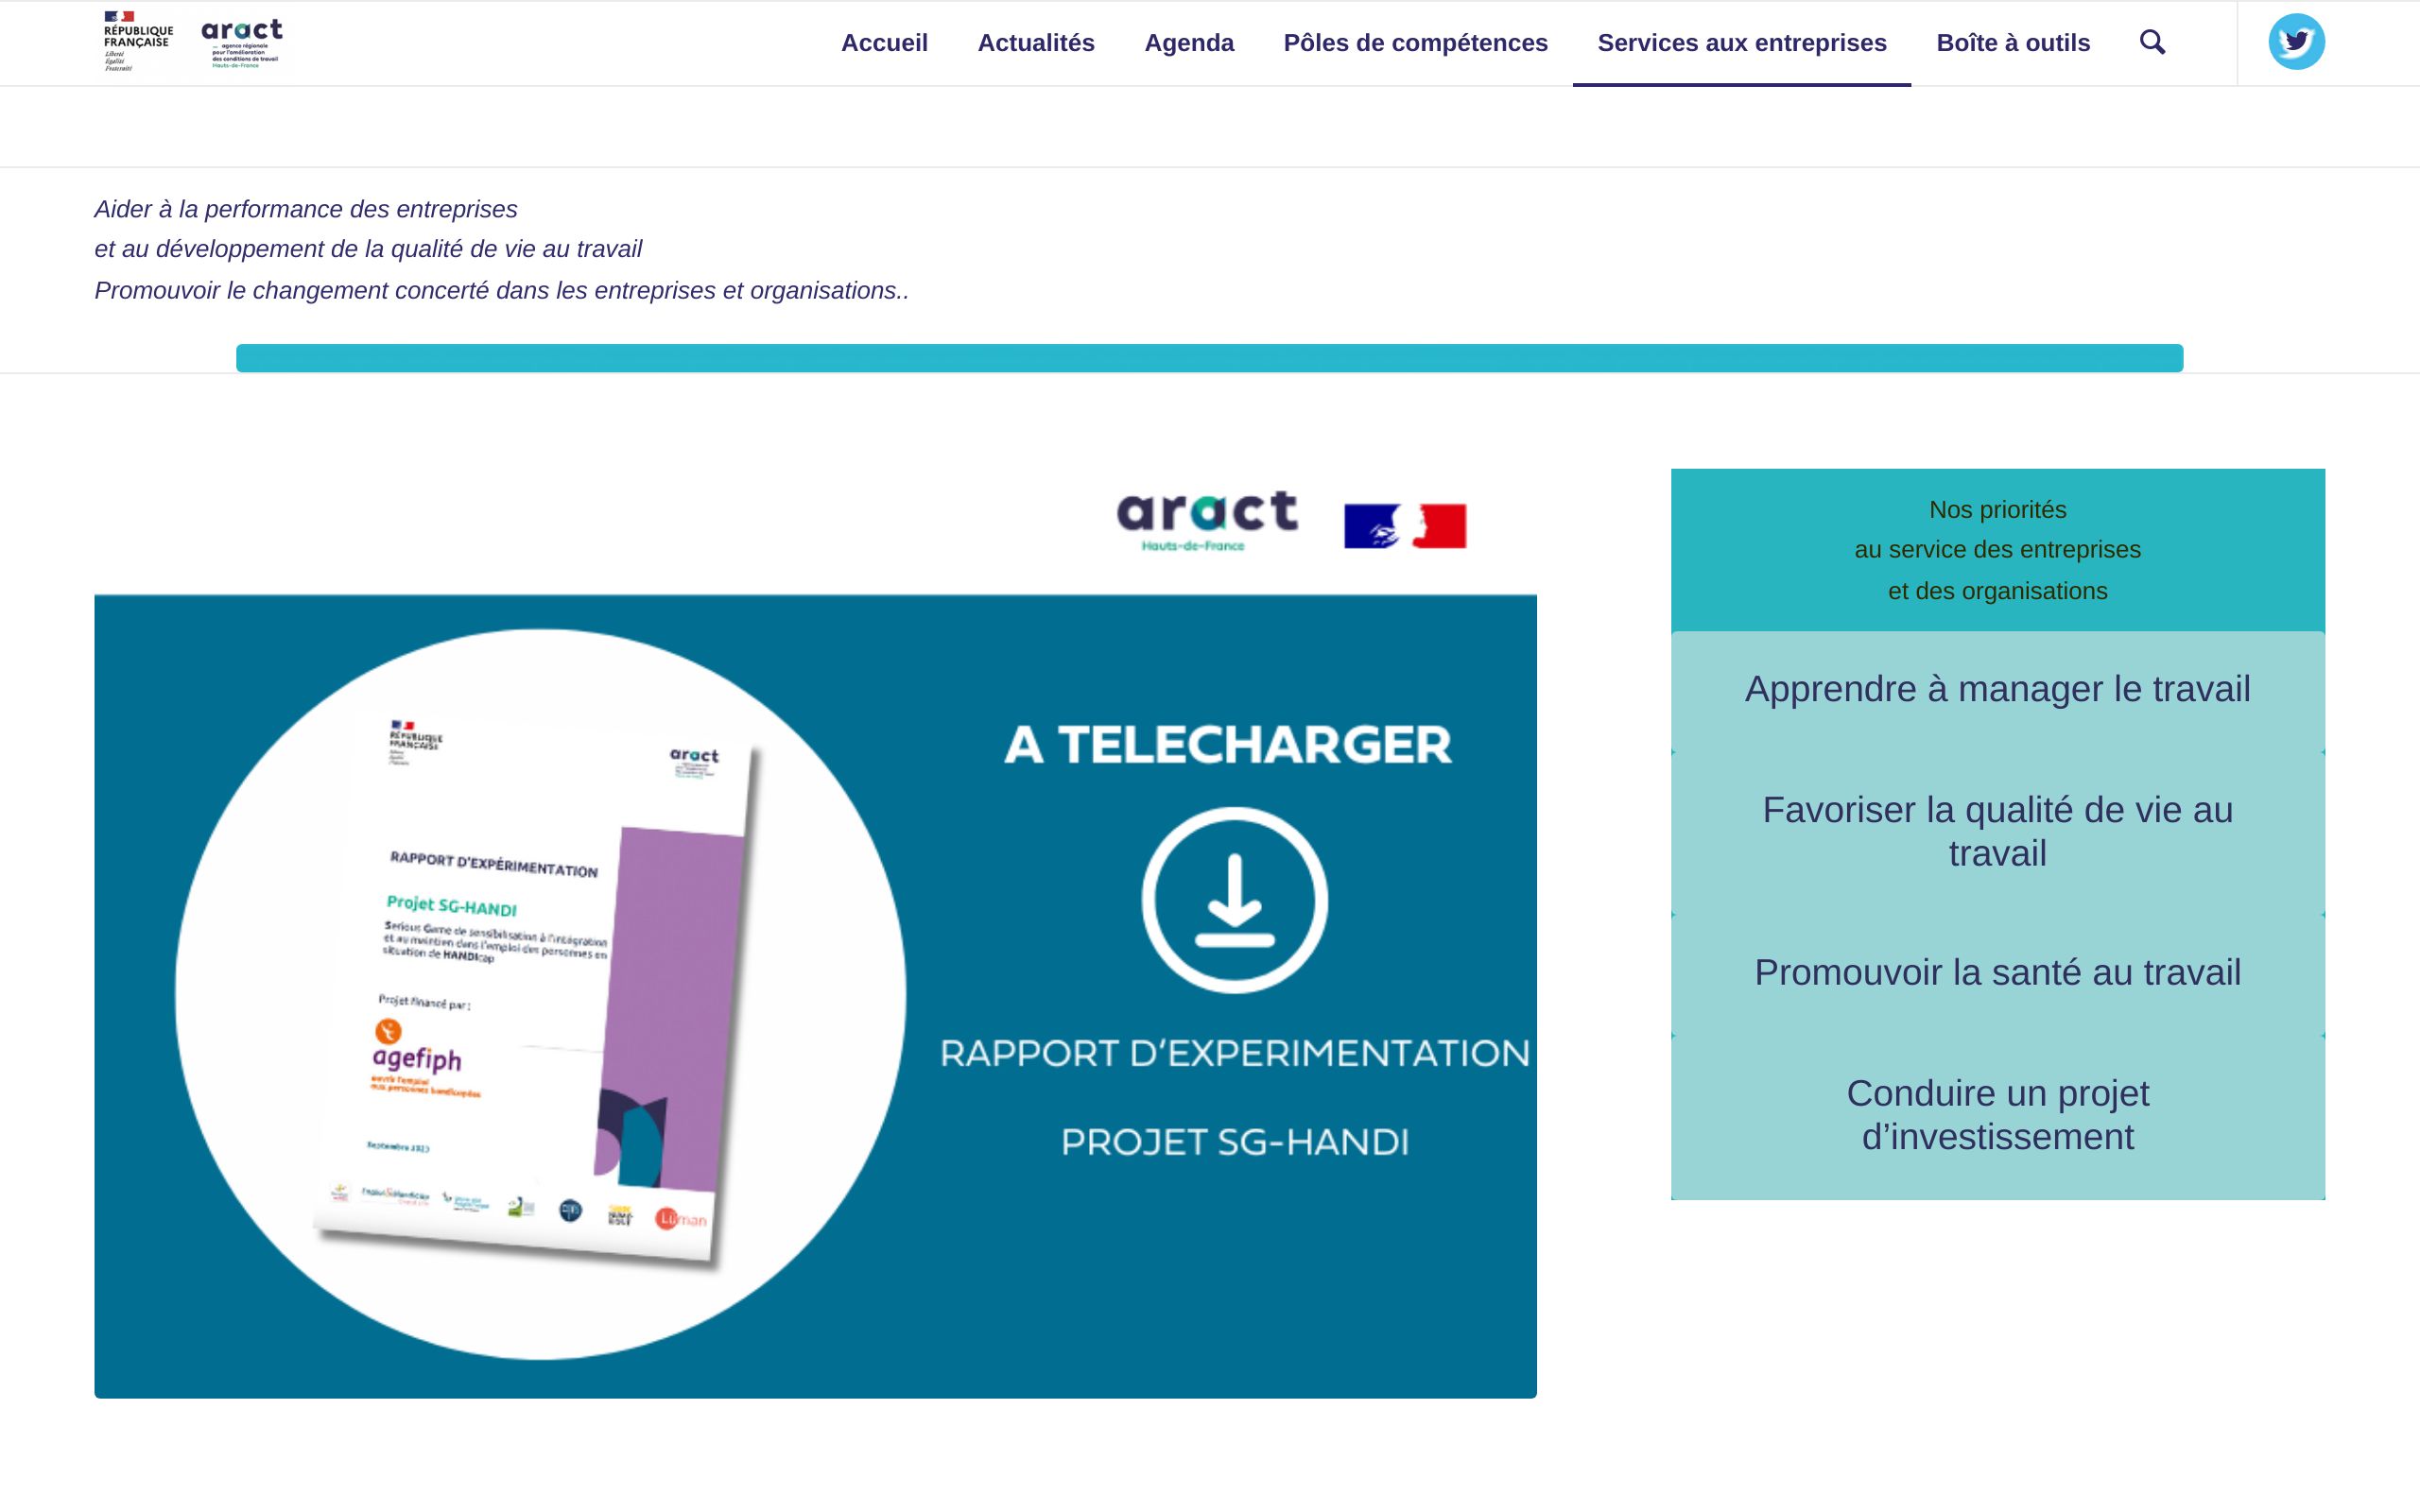 RÉPUBLIQUE
FRANÇAISE
Liberté
Égalité
Fraternité
aract
agence régionale
pour l'amélioration
des conditions de travail
Hauts-de-France
Accueil
Actualités
Agenda
Pôles de compétences
Services aux entreprises
Boîte à outils
Aider à la performance des entreprises
et au développement de la qualité de vie au travail
Promouvoir le changement concerté dans les entreprises et organisations..
aract
Hauts-de-France
RÉPUBLIQUE
FRANÇAISE
aract
RAPPORT D'EXPÉRIMENTATION
Projet SG-HANDI
Serious Game de sensibilisation à l'intégration
et au maintien dans l'emploi des personnes en
situation de HANDIcap
Projet financé par :
agefiph
ouvrir l'emploi
aux personnes handicapées
Septembre 2023
Liman
A TELECHARGER
RAPPORT D'EXPERIMENTATION
PROJET SG-HANDI
Nos priorités
au service des entreprises
et des organisations
Apprendre à manager le travail
Favoriser la qualité de vie au
travail
Promouvoir la santé au travail
Conduire un projet
d’investissement